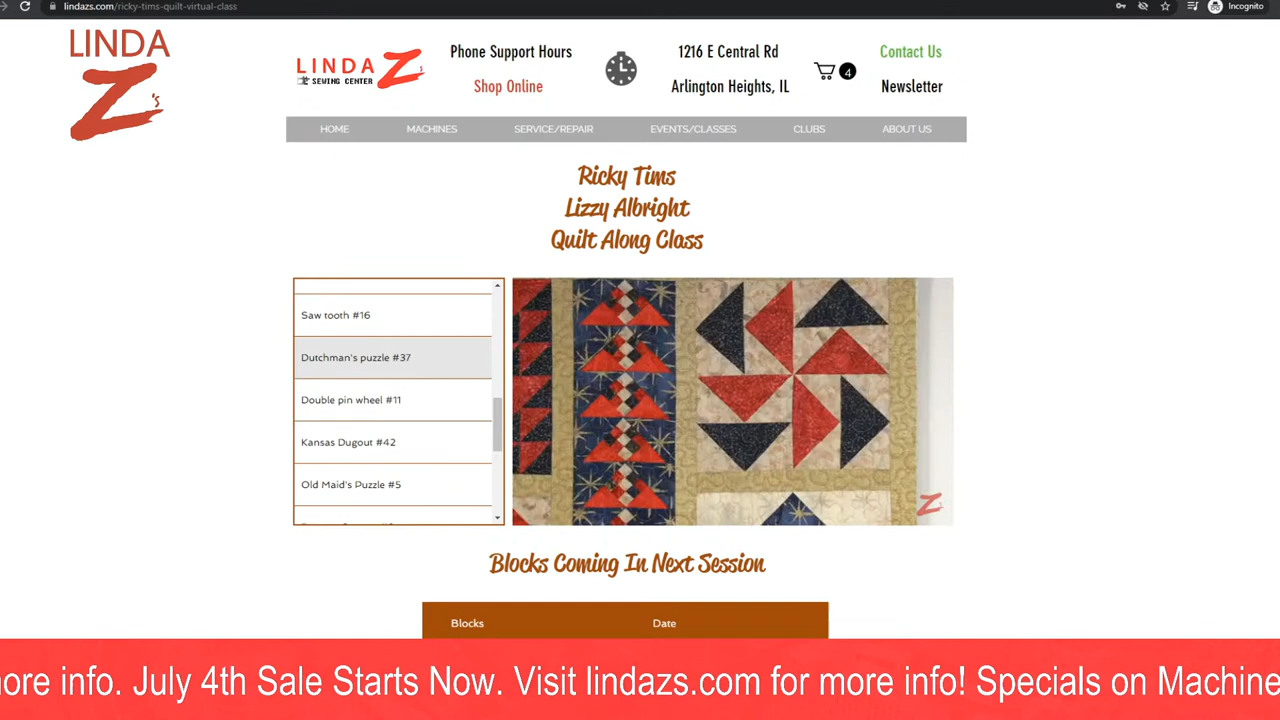 lindazs.com/ricky-tims-quilt-virtual-class
Incognito
LINDA
Z's
LINDA Z's
SEWING CENTER
Phone Support Hours
Shop Online
1216 E Central Rd
Arlington Heights, IL
4
Contact Us
Newsletter
HOME MACHINES SERVICE/REPAIR EVENTS/CLASSES CLUBS ABOUT US
Ricky Tims
Lizzy Albright
Quilt Along Class
Saw tooth #16
Dutchman's puzzle #37
Double pin wheel #11
Kansas Dugout #42
Old Maid's Puzzle #5
Z
Blocks Coming In Next Session
Blocks Date
more info. July 4th Sale Starts Now. Visit lindazs.com for more info! Specials on Machine